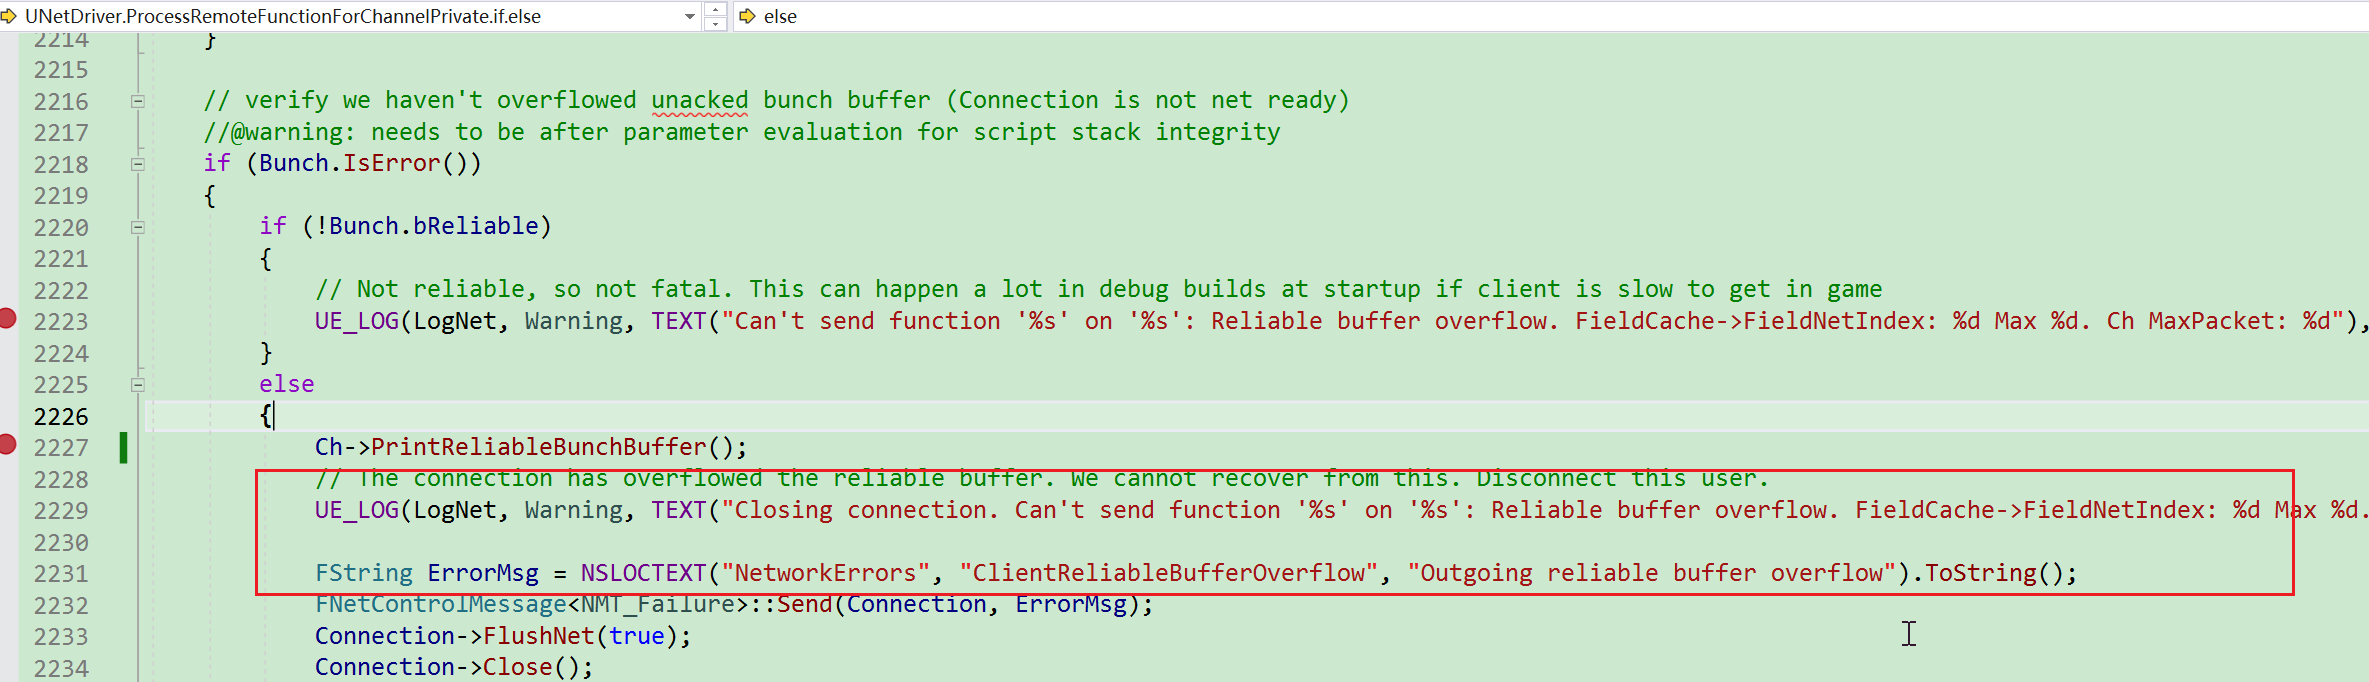 UNetDriver.ProcessRemoteFunctionForChannelPrivate.if.else
else
2214 }
2215
2216 // verify we haven't overflowed unacked bunch buffer (Connection is not net ready)
2217 //@warning: needs to be after parameter evaluation for script stack integrity
2218 if (Bunch.IsError())
2219 {
2220 if (!Bunch.bReliable)
2221 {
2222 // Not reliable, so not fatal. This can happen a lot in debug builds at startup if client is slow to get in game
2223 UE_LOG(LogNet, Warning, TEXT("Can't send function '%s' on '%s': Reliable buffer overflow. FieldCache->FieldNetIndex: %d Max %d. Ch MaxPacket: %d"),
2224 }
2225 else
2226 {
2227 Ch->PrintReliableBunchBuffer();
2228 // The connection has overflowed the reliable buffer. We cannot recover from this. Disconnect this user.
2229 UE_LOG(LogNet, Warning, TEXT("Closing connection. Can't send function '%s' on '%s': Reliable buffer overflow. FieldCache->FieldNetIndex: %d Max %d.
2230
2231 FString ErrorMsg = NSLOCTEXT("NetworkErrors", "ClientReliableBufferOverflow", "Outgoing reliable buffer overflow").ToString();
2232 FNetControlMessage<NMT_Failure>::Send(Connection, ErrorMsg);
2233 Connection->FlushNet(true);
2234 Connection->Close();